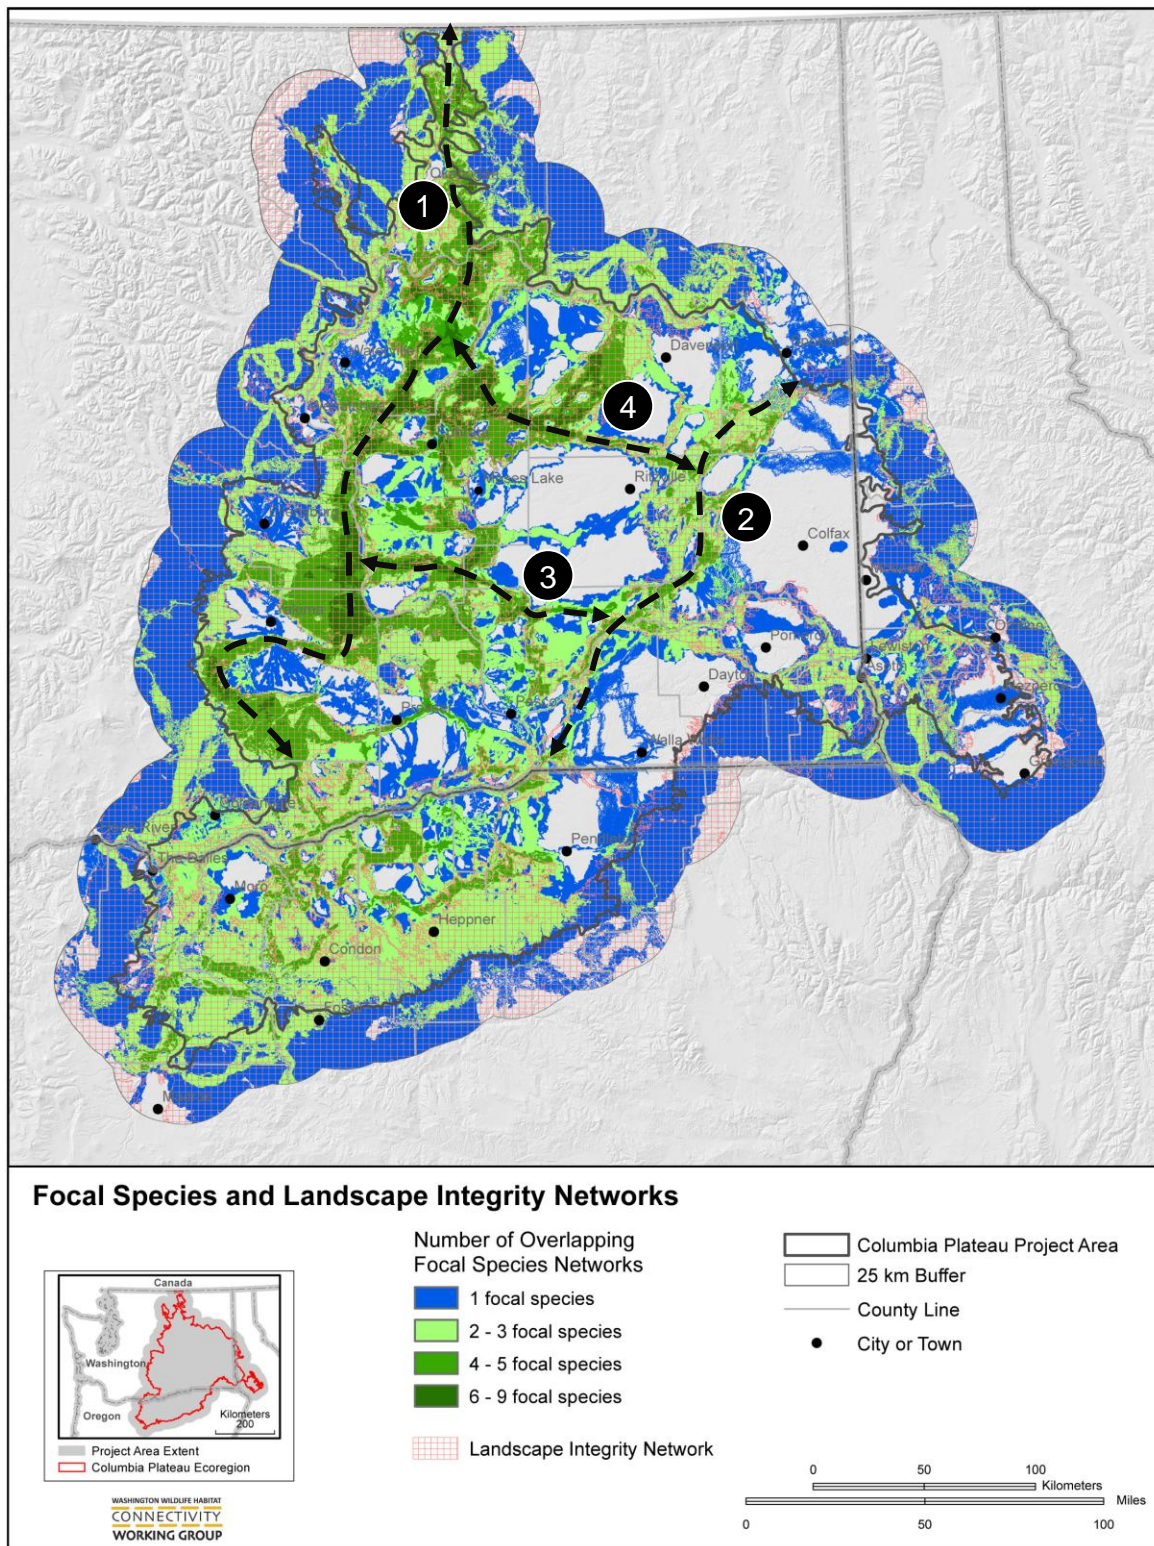 1
4
Davenport
Moses Lake
Ritzville
2
Colfax
3
Pomeroy
Lewiston
Asotin
Dayton
Pasco
Walla Walla
The Dalles
Moro
Heppner
Condon
Focal Species and Landscape Integrity Networks
Canada
Washington
Oregon
Kilometers
200
Project Area Extent
Columbia Plateau Ecoregion
WASHINGTON WILDLIFE HABITAT
CONNECTIVITY
WORKING GROUP
Number of Overlapping
Focal Species Networks
1 focal species
2 - 3 focal species
4 - 5 focal species
6 - 9 focal species
Landscape Integrity Network
Columbia Plateau Project Area
25 km Buffer
County Line
City or Town
0 50 100
Kilometers
Miles
0 50 100